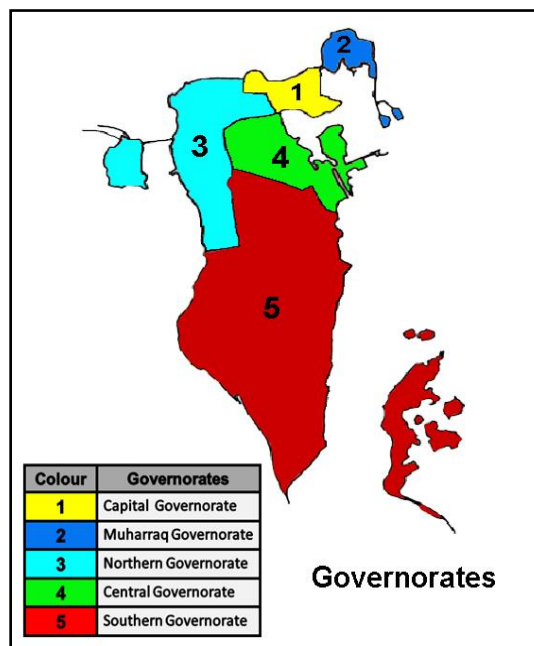 2
1
3
4
5
Colour Governorates
1 Capital Governorate
2 Muharraq Governorate
3 Northern Governorate
4 Central Governorate
5 Southern Governorate
Governorates